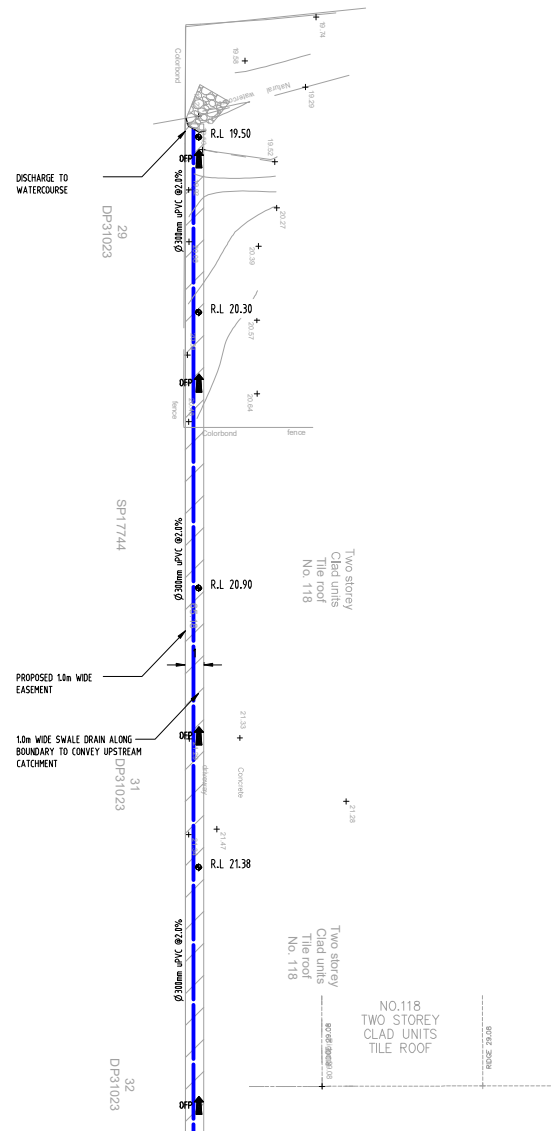 19.74
Colorbond
19.58
Natural
watercourse
19.29
R.L 19.50
OFP
19.52
DISCHARGE TO
WATERCOURSE
Ø300mm uPVC @2.0%
29
DP31023
20.27
20.39
R.L 20.30
20.57
OFP
20.64
fence
Colorbond
fence
SP17744
Ø300mm uPVC @2.0%
Two storey
Clad units
Tile roof
No. 118
R.L 20.90
PROPOSED 1.0m WIDE
EASEMENT
1.0m WIDE SWALE DRAIN ALONG
BOUNDARY TO CONVEY UPSTREAM
CATCHMENT
OFP
21.33
31
DP31023
driveway
Concrete
21.28
21.47
R.L 21.38
Ø300mm uPVC @2.0%
Two storey
Clad units
Tile roof
No. 118
NO.118
TWO STOREY
CLAD UNITS
TILE ROOF
RIDGE 29.08
32
DP31023
OFP